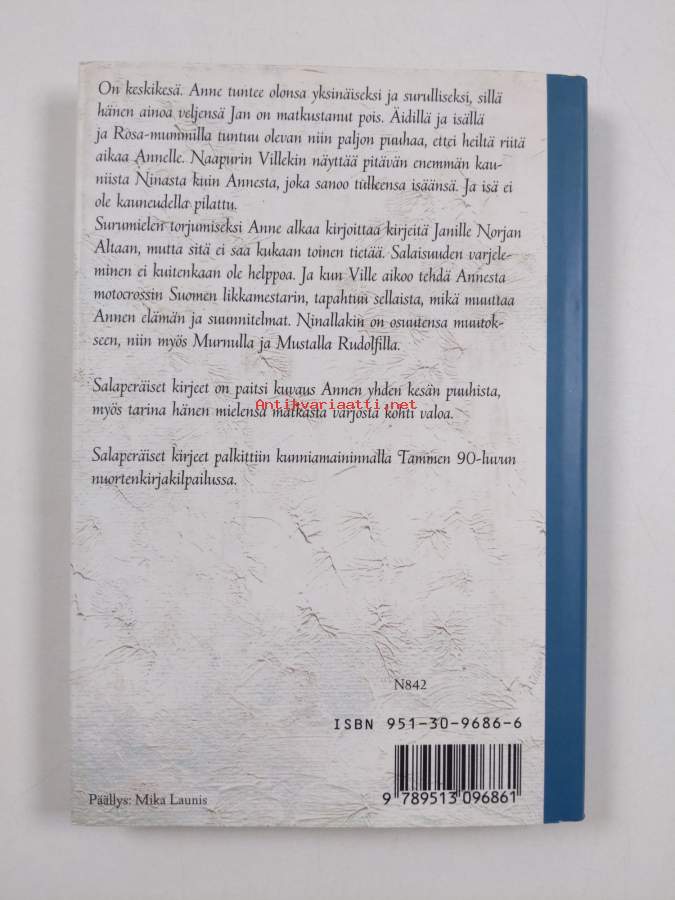 On keskikesä. Anne tuntee olonsa yksinäiseksi ja surulliseksi, sillä
hänen ainoa veljensä Jan on matkustanut pois. Äidillä ja isällä
ja Rosa-mummilla tuntuu olevan niin paljon puuhaa, ettei heiltä riitä
aikaa Annelle. Naapurin Villekin näyttää pitävän enemmän kau-
niista Ninasta kuin Annesta, joka sanoo tulleensa isäänsä. Ja isä ei
ole kauneudella pilattu.
Surumielen torjumiseksi Anne alkaa kirjoittaa kirjeitä Janille Norjan
Altaan, mutta sitä ei saa kukaan toinen tietää. Salaisuuden varjele-
minen ei kuitenkaan ole helppoa. Ja kun Ville aikoo tehdä Annesta
motocrossin Suomen likkamestarin, tapahtuu sellaista, mikä muuttaa
Annen elämän ja suunnitelmat. Ninallakin on osuutensa muutok-
seen, niin myös Murnulla ja Mustalla Rudolfilla.
Salaperäiset kirjeet on paitsi kuvaus Annen yhden kesän puuhista,
Antikvariaatti.net
myös tarina hänen mielensä matkasta varjosta kohti valoa.
Salaperäiset kirjeet palkittiin kunniamaininnalla Tammen 90-luvun
nuortenkirjakilpailussa.
N842
ISBN 951-30-9686-6
9 789513 096861
Päällys: Mika Launis